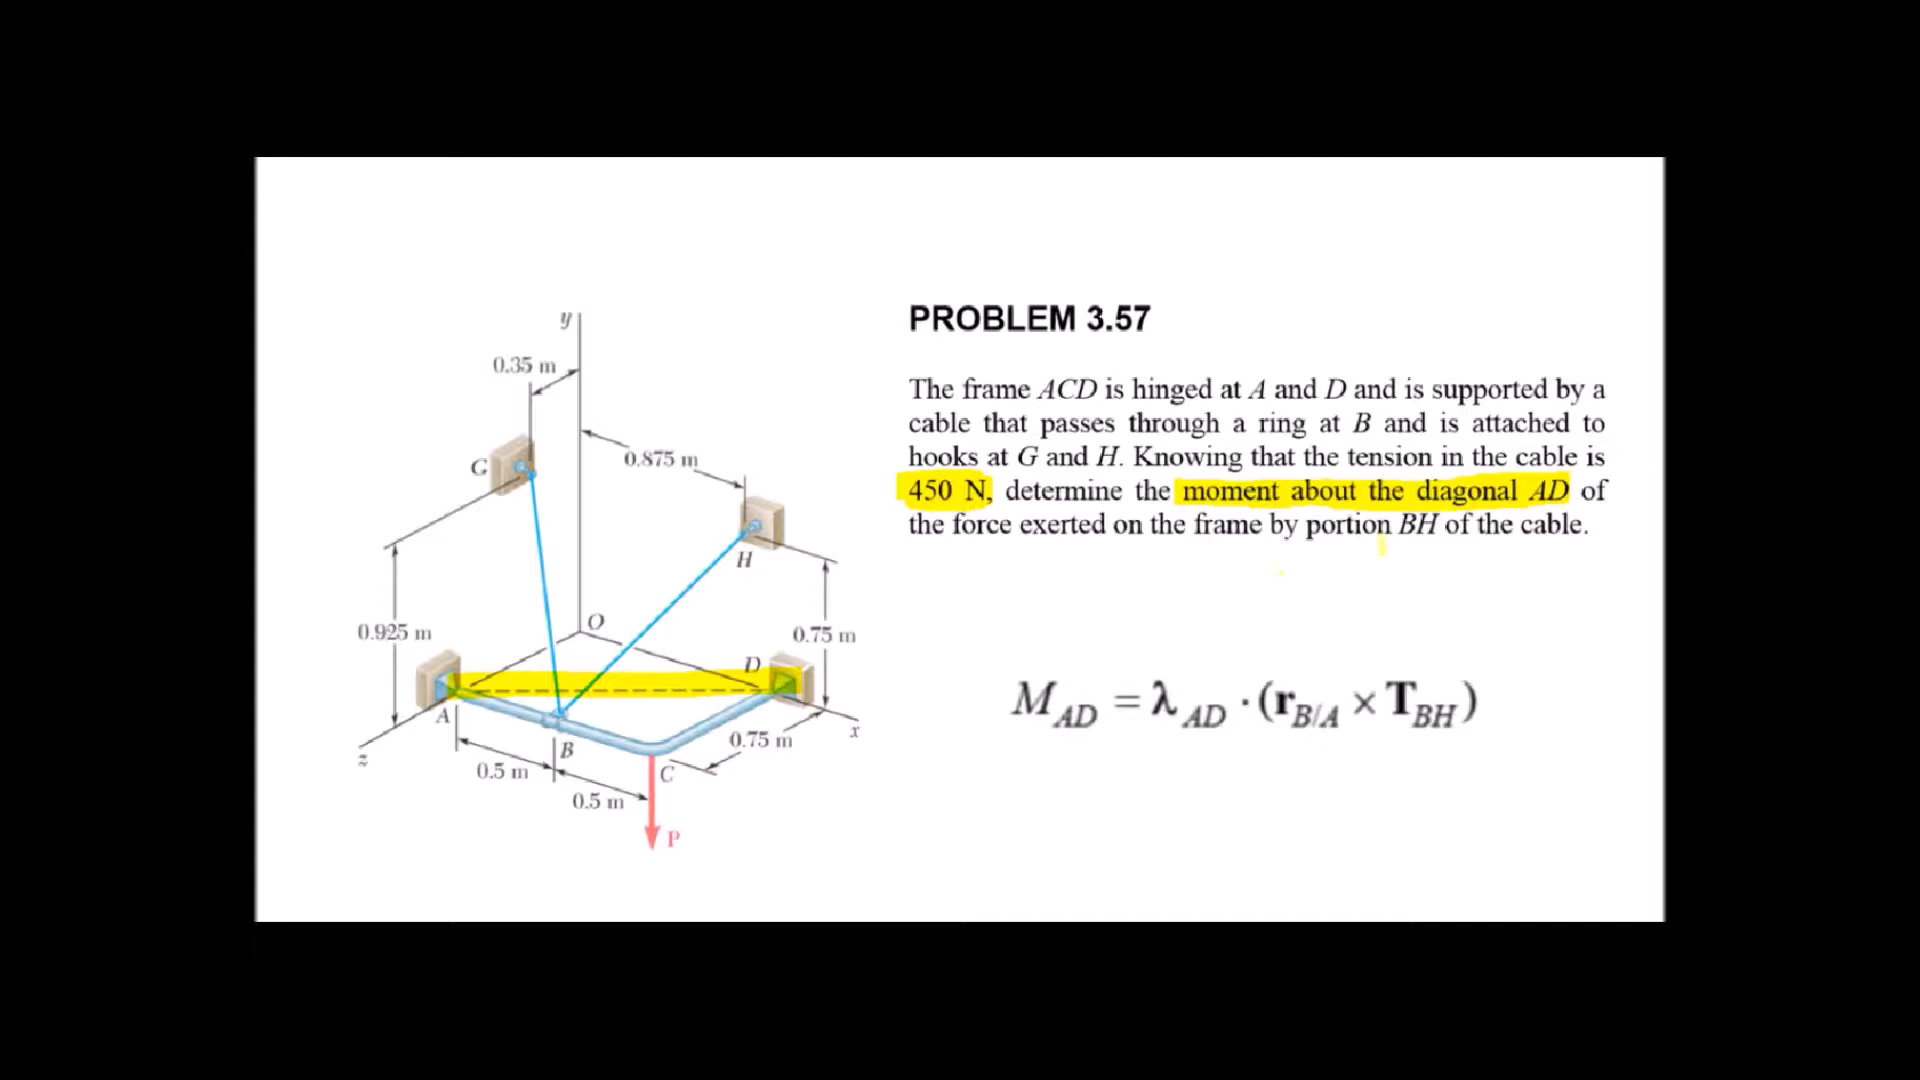 PROBLEM 3.57
The frame ACD is hinged at A and D and is supported by a
cable that passes through a ring at B and is attached to
hooks at G and H. Knowing that the tension in the cable is
450 N, determine the moment about the diagonal AD of
the force exerted on the frame by portion BH of the cable.
M_AD = λ_AD · (r_B/A × T_BH)
y
0.35 m
0.875 m
G
H
O
0.925 m
0.75 m
D
A
x
0.75 m
B
z
0.5 m
C
0.5 m
P